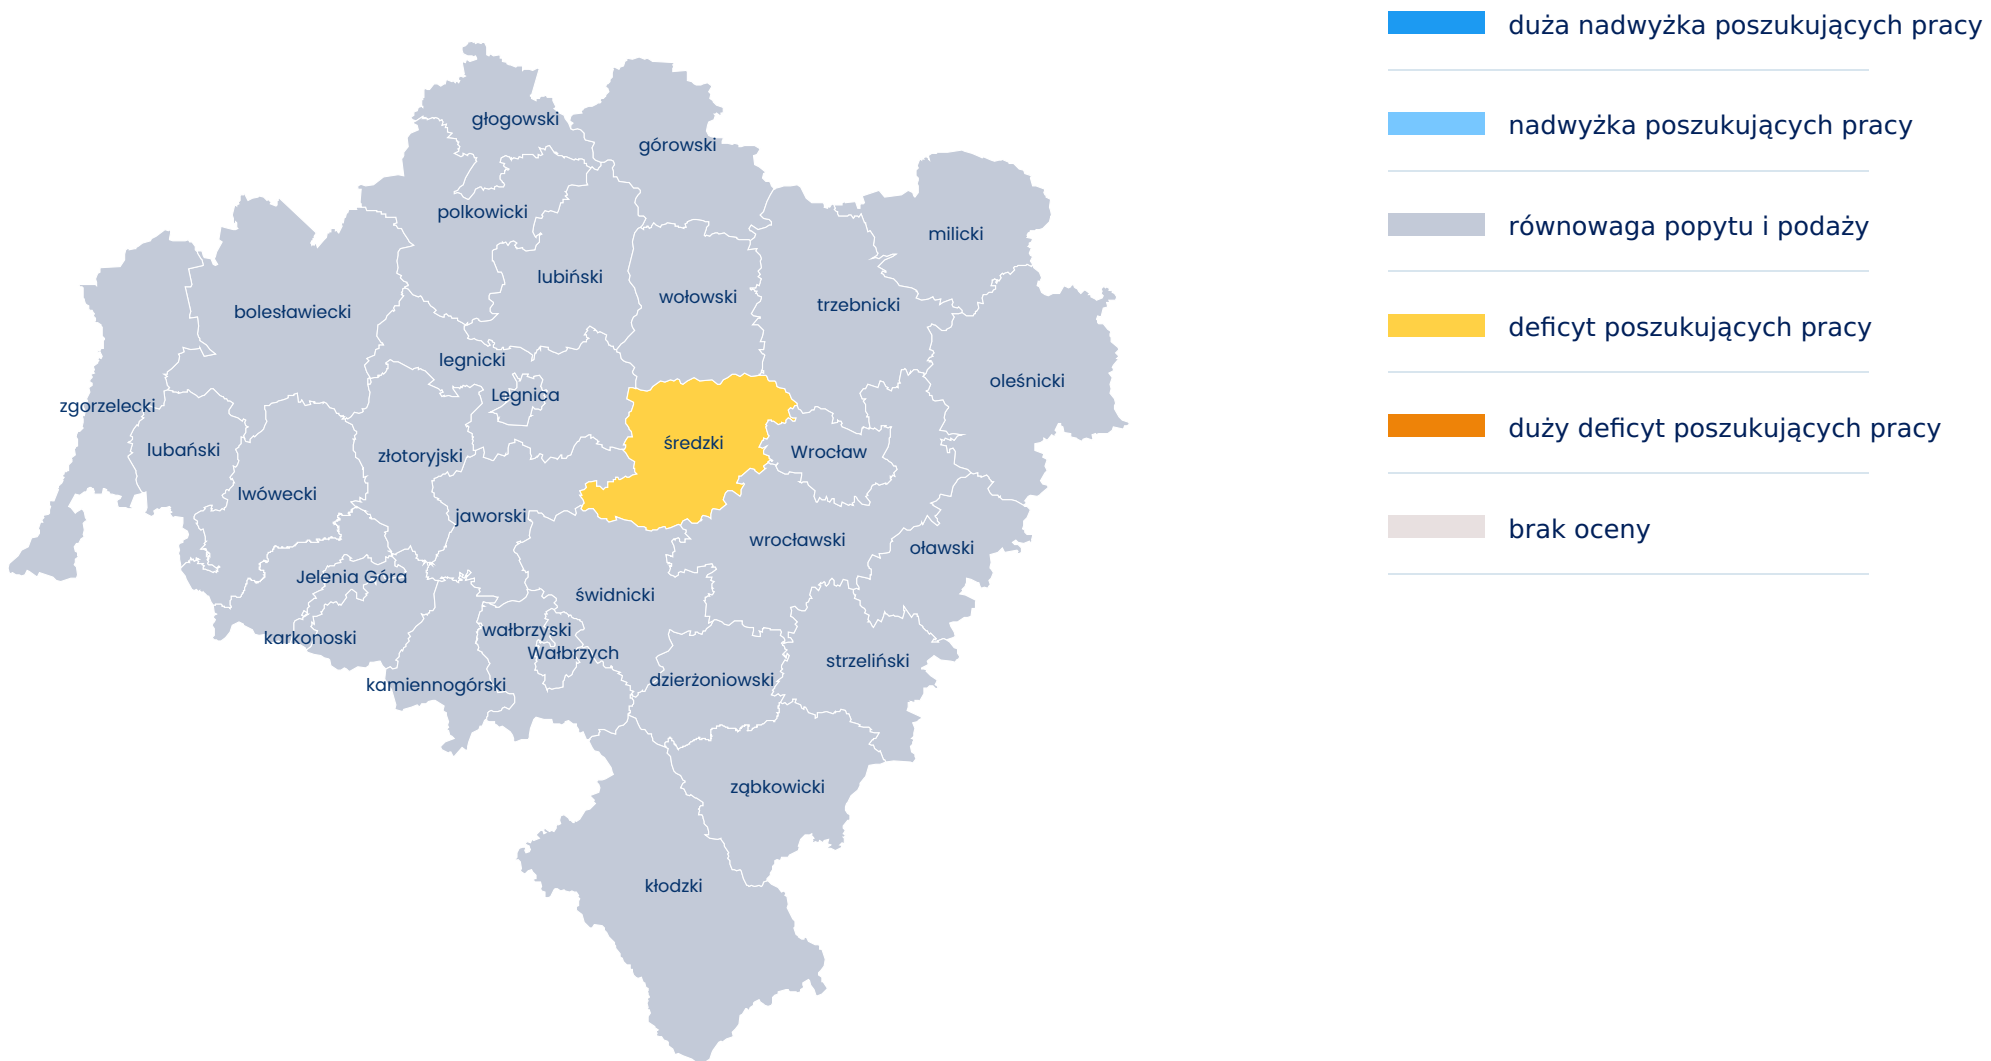 duża nadwyżka poszukujących pracy
nadwyżka poszukujących pracy
równowaga popytu i podaży
deficyt poszukujących pracy
duży deficyt poszukujących pracy
brak oceny
głogowski
górowski
polkowicki
milicki
lubiński
wołowski
trzebnicki
bolesławiecki
legnicki
oleśnicki
Legnica
zgorzelecki
średzki
lubański
Wrocław
złotoryjski
lwówecki
jaworski
wrocławski
oławski
Jelenia Góra
świdnicki
wałbrzyski
karkonoski
Wałbrzych
strzeliński
dzierżoniowski
kamiennogórski
ząbkowicki
kłodzki